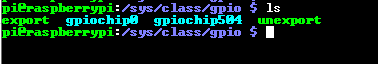 pi@raspberrypi:/sys/class/gpio $ ls
export  gpiochip0  gpiochip504  unexport
pi@raspberrypi:/sys/class/gpio $